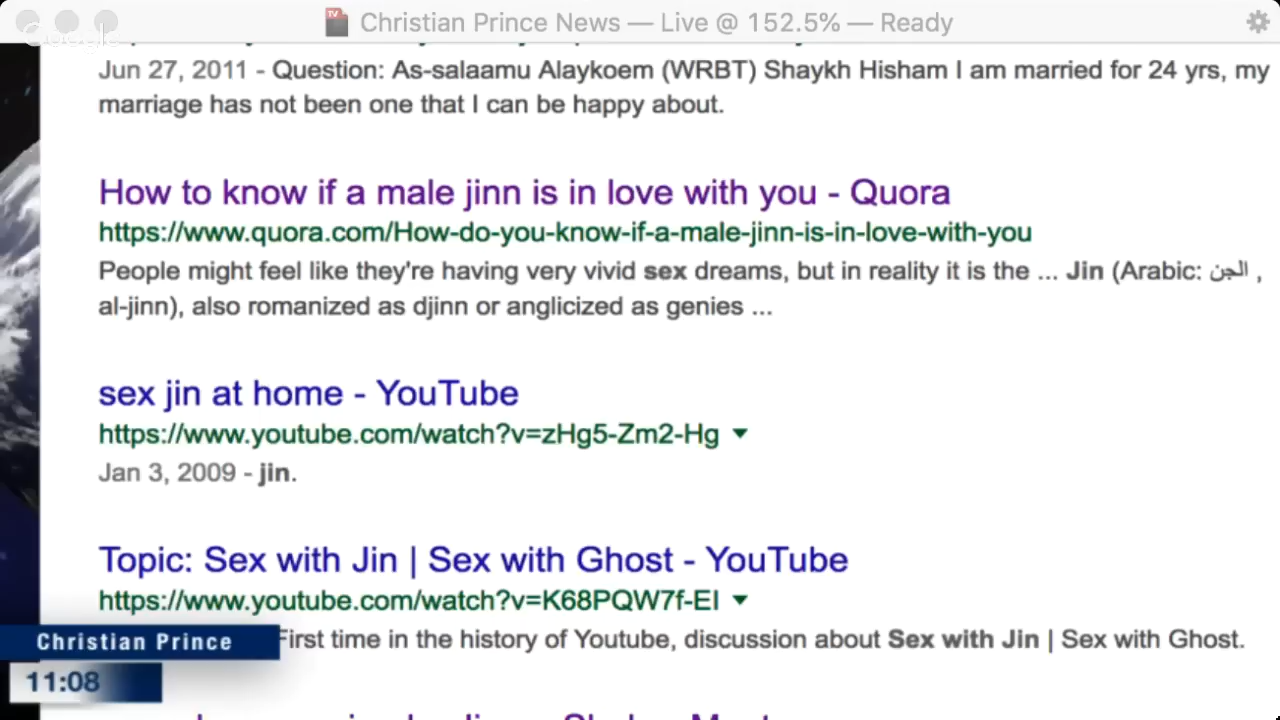 Christian Prince News — Live @ 152.5% — Ready
Google
Jun 27, 2011 - Question: As-salaamu Alaykoem (WRBT) Shaykh Hisham I am married for 24 yrs, my
marriage has not been one that I can be happy about.
How to know if a male jinn is in love with you - Quora
https://www.quora.com/How-do-you-know-if-a-male-jinn-is-in-love-with-you
People might feel like they're having very vivid sex dreams, but in reality it is the ... Jin (Arabic: الجن ,
al-jinn), also romanized as djinn or anglicized as genies ...
sex jin at home - YouTube
https://www.youtube.com/watch?v=zHg5-Zm2-Hg
Jan 3, 2009 - jin.
Topic: Sex with Jin | Sex with Ghost - YouTube
https://www.youtube.com/watch?v=K68PQW7f-EI
First time in the history of Youtube, discussion about Sex with Jin | Sex with Ghost.
Christian Prince
11:08